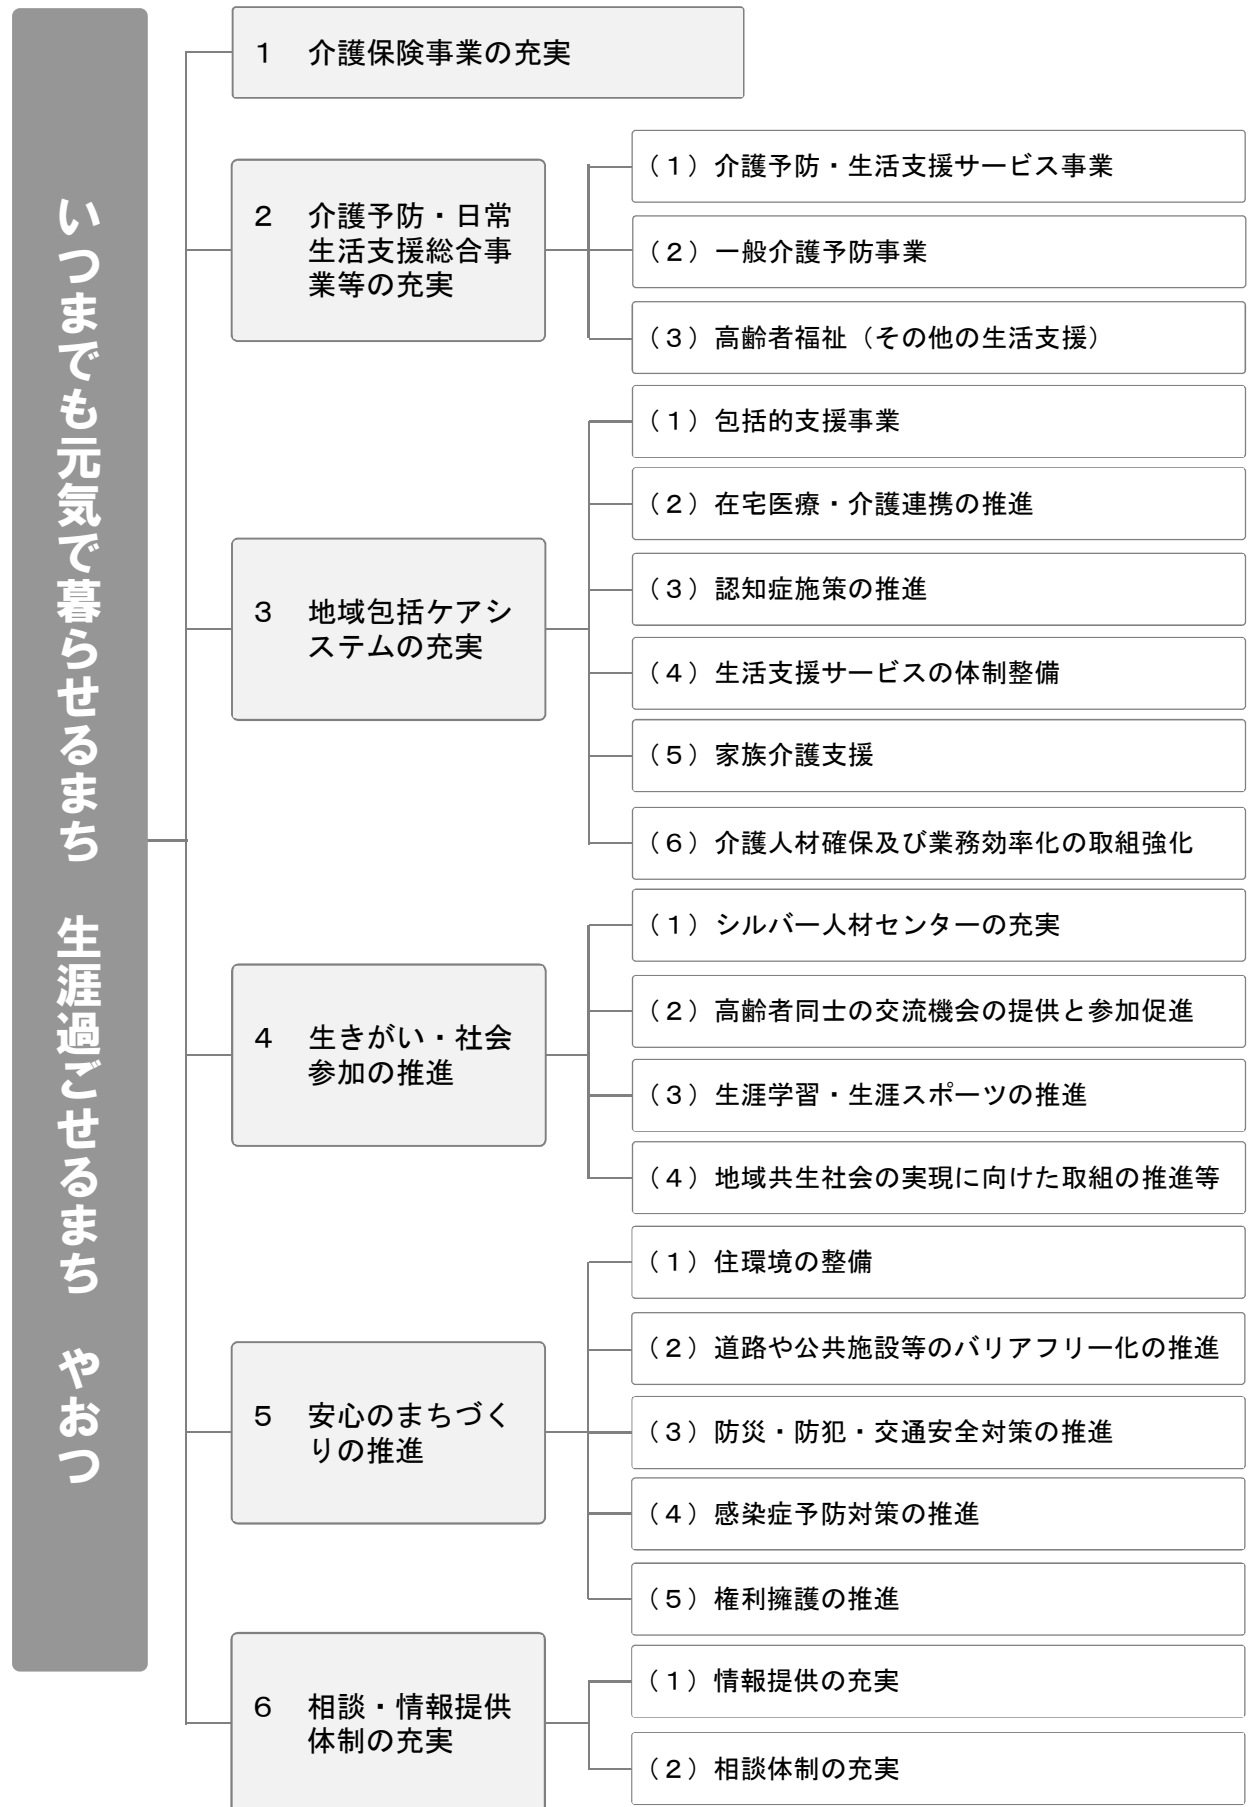 いつまでも元気で暮らせるまち　生涯過ごせるまち　やおつ
１　介護保険事業の充実
２　介護予防・日常
生活支援総合事
業等の充実
（１）介護予防・生活支援サービス事業
（２）一般介護予防事業
（３）高齢者福祉（その他の生活支援）
３　地域包括ケアシ
ステムの充実
（１）包括的支援事業
（２）在宅医療・介護連携の推進
（３）認知症施策の推進
（４）生活支援サービスの体制整備
（５）家族介護支援
（６）介護人材確保及び業務効率化の取組強化
４　生きがい・社会
参加の推進
（１）シルバー人材センターの充実
（２）高齢者同士の交流機会の提供と参加促進
（３）生涯学習・生涯スポーツの推進
（４）地域共生社会の実現に向けた取組の推進等
５　安心のまちづく
りの推進
（１）住環境の整備
（２）道路や公共施設等のバリアフリー化の推進
（３）防災・防犯・交通安全対策の推進
（４）感染症予防対策の推進
（５）権利擁護の推進
６　相談・情報提供
体制の充実
（１）情報提供の充実
（２）相談体制の充実